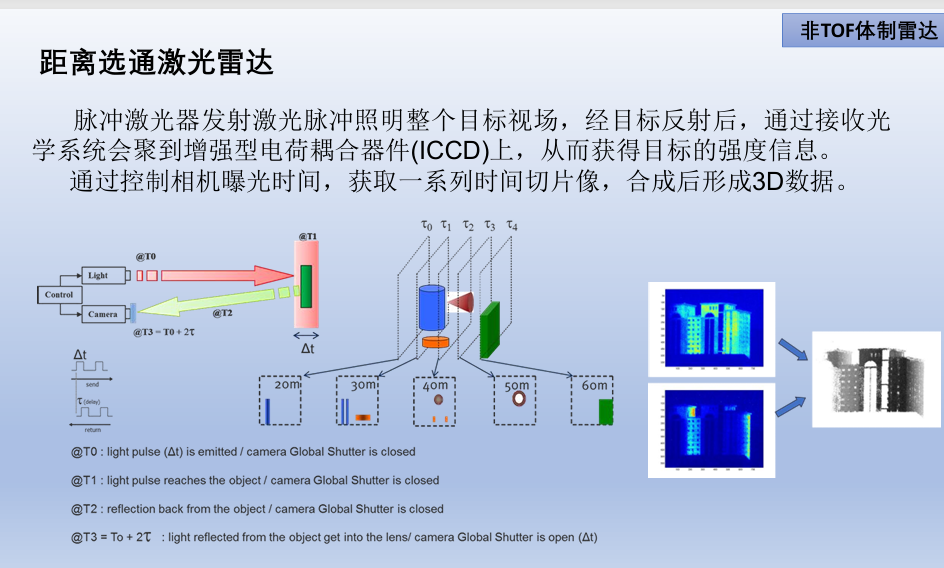 非TOF体制雷达
距离选通激光雷达
脉冲激光器发射激光脉冲照明整个目标视场，经目标反射后，通过接收光
学系统会聚到增强型电荷耦合器件(ICCD)上，从而获得目标的强度信息。
通过控制相机曝光时间，获取一系列时间切片像，合成后形成3D数据。
@T0
@T1
Light
Control
Camera
@T2
@T3 = T0 + 2τ
Δt
Δt
send
τ (delay)
return
τ0 τ1 τ2 τ3 τ4
20m 30m 40m 50m 60m
@T0 : light pulse (Δt) is emitted / camera Global Shutter is closed
@T1 : light pulse reaches the object / camera Global Shutter is closed
@T2 : reflection back from the object / camera Global Shutter is closed
@T3 = To + 2τ : light reflected from the object get into the lens/ camera Global Shutter is open (Δt)